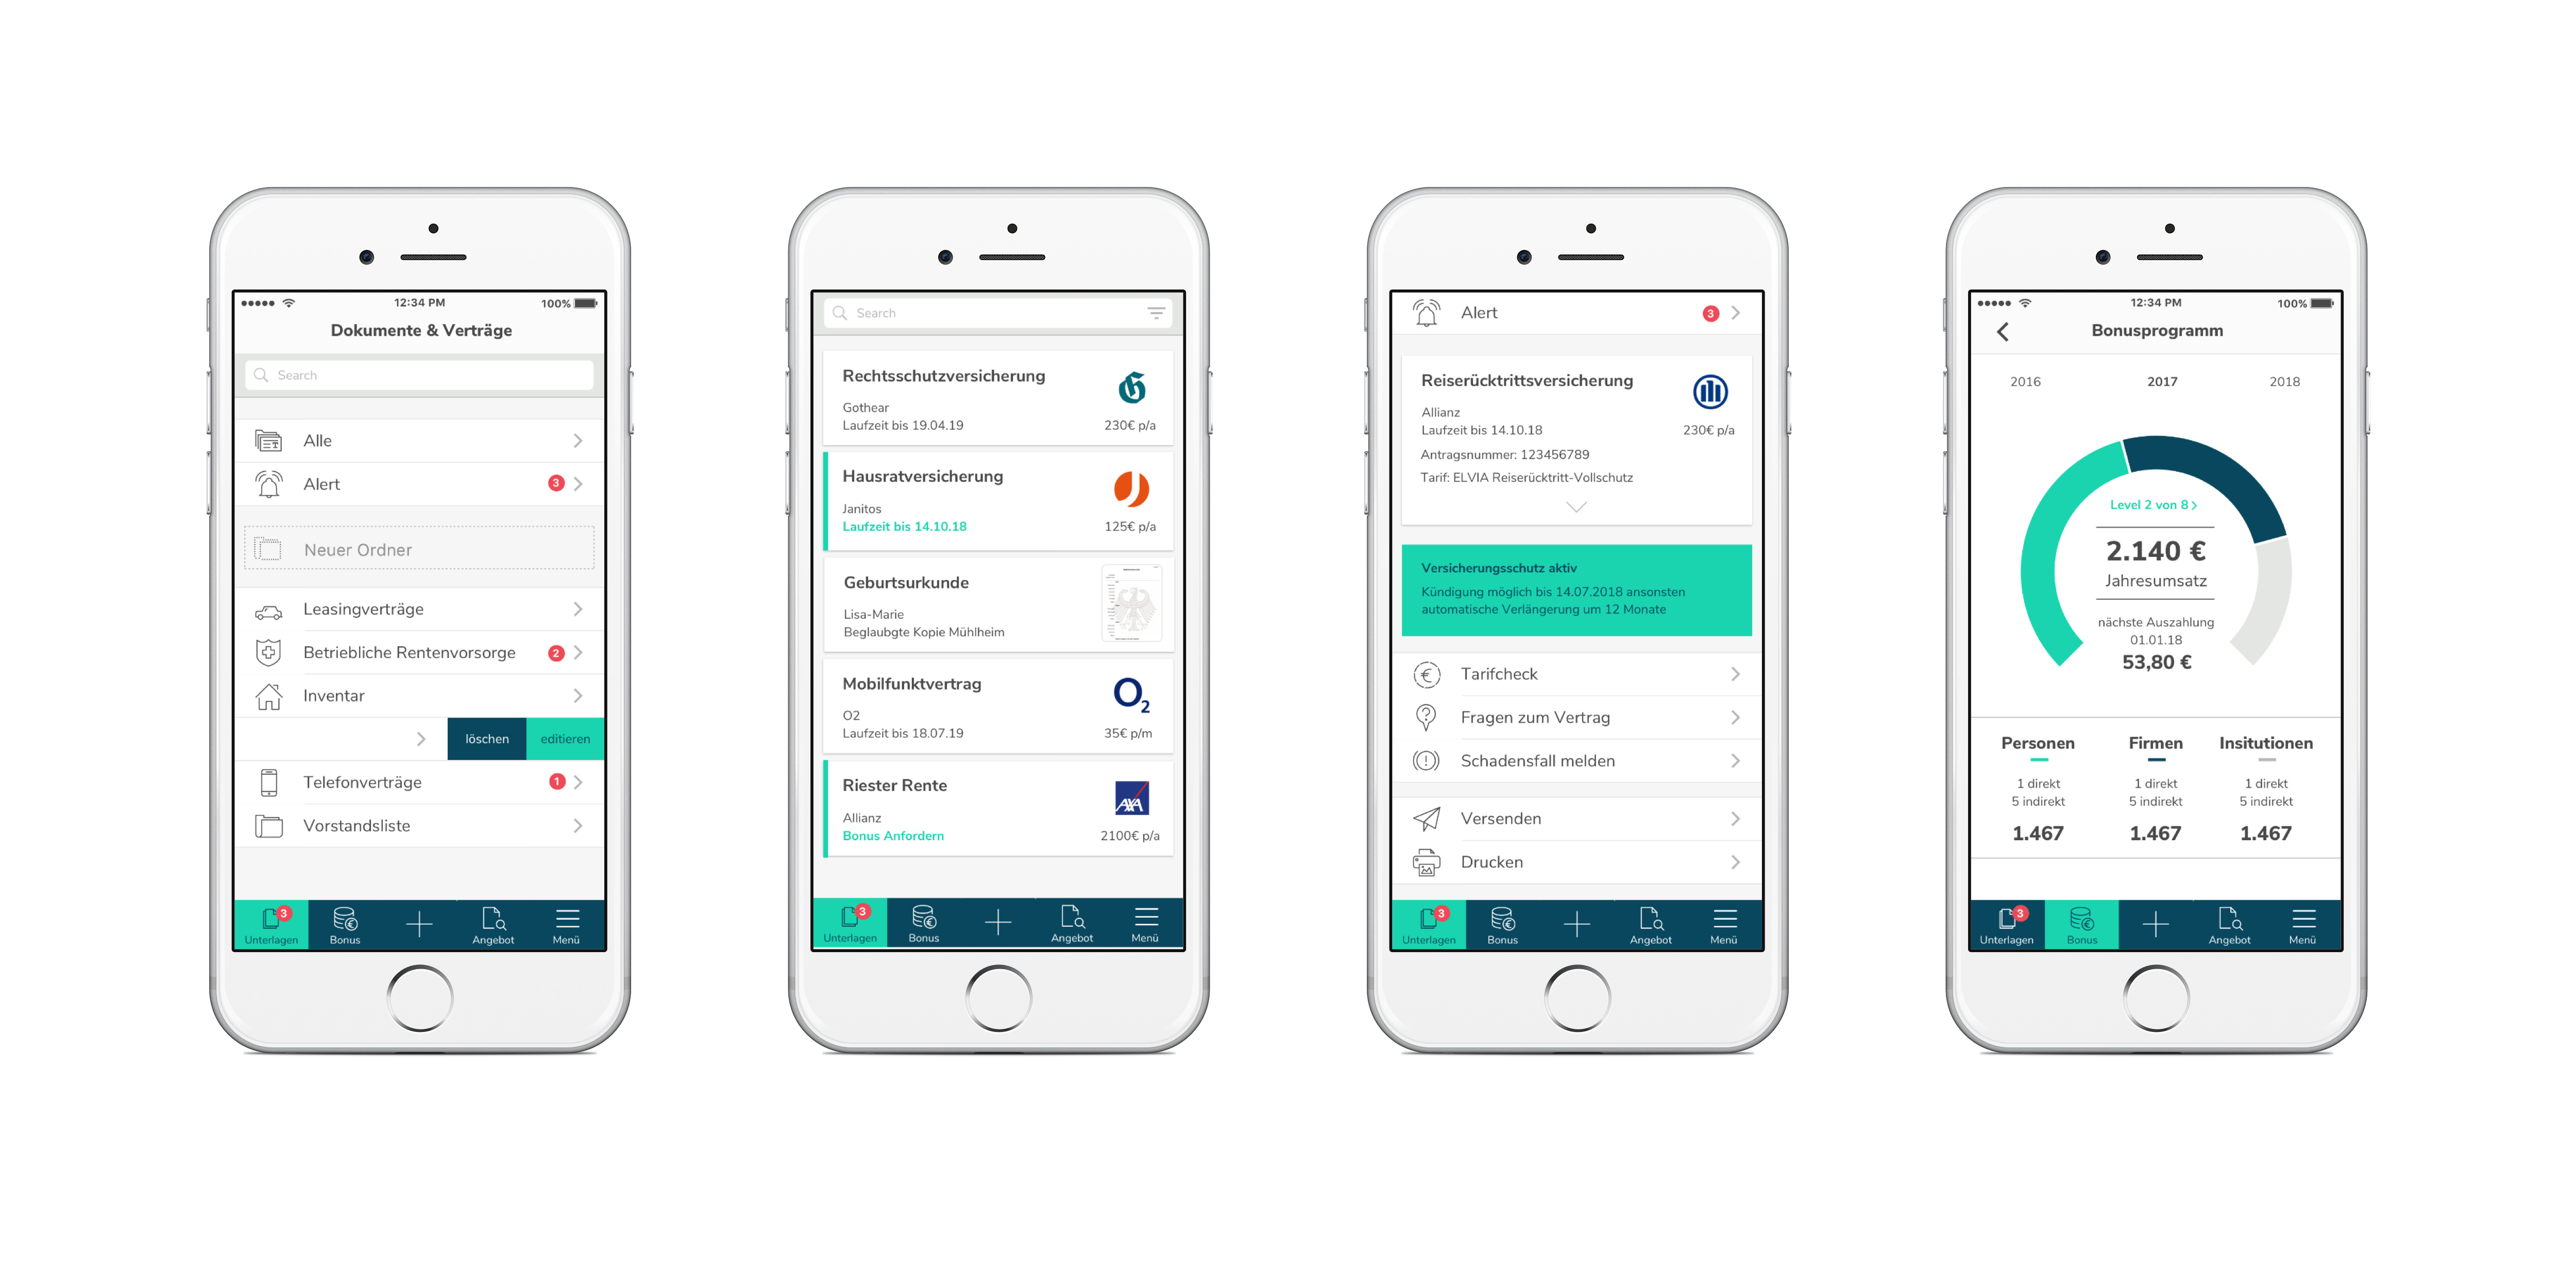 12:34 PM
100%
Dokumente & Verträge
Search
Alle
Alert
3
Neuer Ordner
Leasingverträge
Betriebliche Rentenvorsorge
2
Inventar
löschen
editieren
Telefonverträge
1
Vorstandsliste
3
Unterlagen
Bonus
Angebot
Menü
Search
Rechtsschutzversicherung
Gothear
Laufzeit bis 19.04.19
230€ p/a
Hausratversicherung
Janitos
Laufzeit bis 14.10.18
125€ p/a
Geburtsurkunde
Lisa-Marie
Beglaubgte Kopie Mühlheim
Mobilfunktvertrag
O2
O2
Laufzeit bis 18.07.19
35€ p/m
Riester Rente
AXA
Allianz
Bonus Anfordern
2100€ p/a
3
Unterlagen
Bonus
Angebot
Menü
Alert
3
Reiserücktrittsversicherung
Allianz
Laufzeit bis 14.10.18
230€ p/a
Antragsnummer: 123456789
Tarif: ELVIA Reiserücktritt-Vollschutz
Versicherungsschutz aktiv
Kündigung möglich bis 14.07.2018 ansonsten
automatische Verlängerung um 12 Monate
Tarifcheck
Fragen zum Vertrag
Schadensfall melden
Versenden
Drucken
3
Unterlagen
Bonus
Angebot
Menü
12:34 PM
100%
Bonusprogramm
2016
2017
2018
Level 2 von 8
2.140 €
Jahresumsatz
nächste Auszahlung
01.01.18
53,80 €
Personen
Firmen
Insitutionen
1 direkt
1 direkt
1 direkt
5 indirekt
5 indirekt
5 indirekt
1.467
1.467
1.467
3
Unterlagen
Bonus
Angebot
Menü